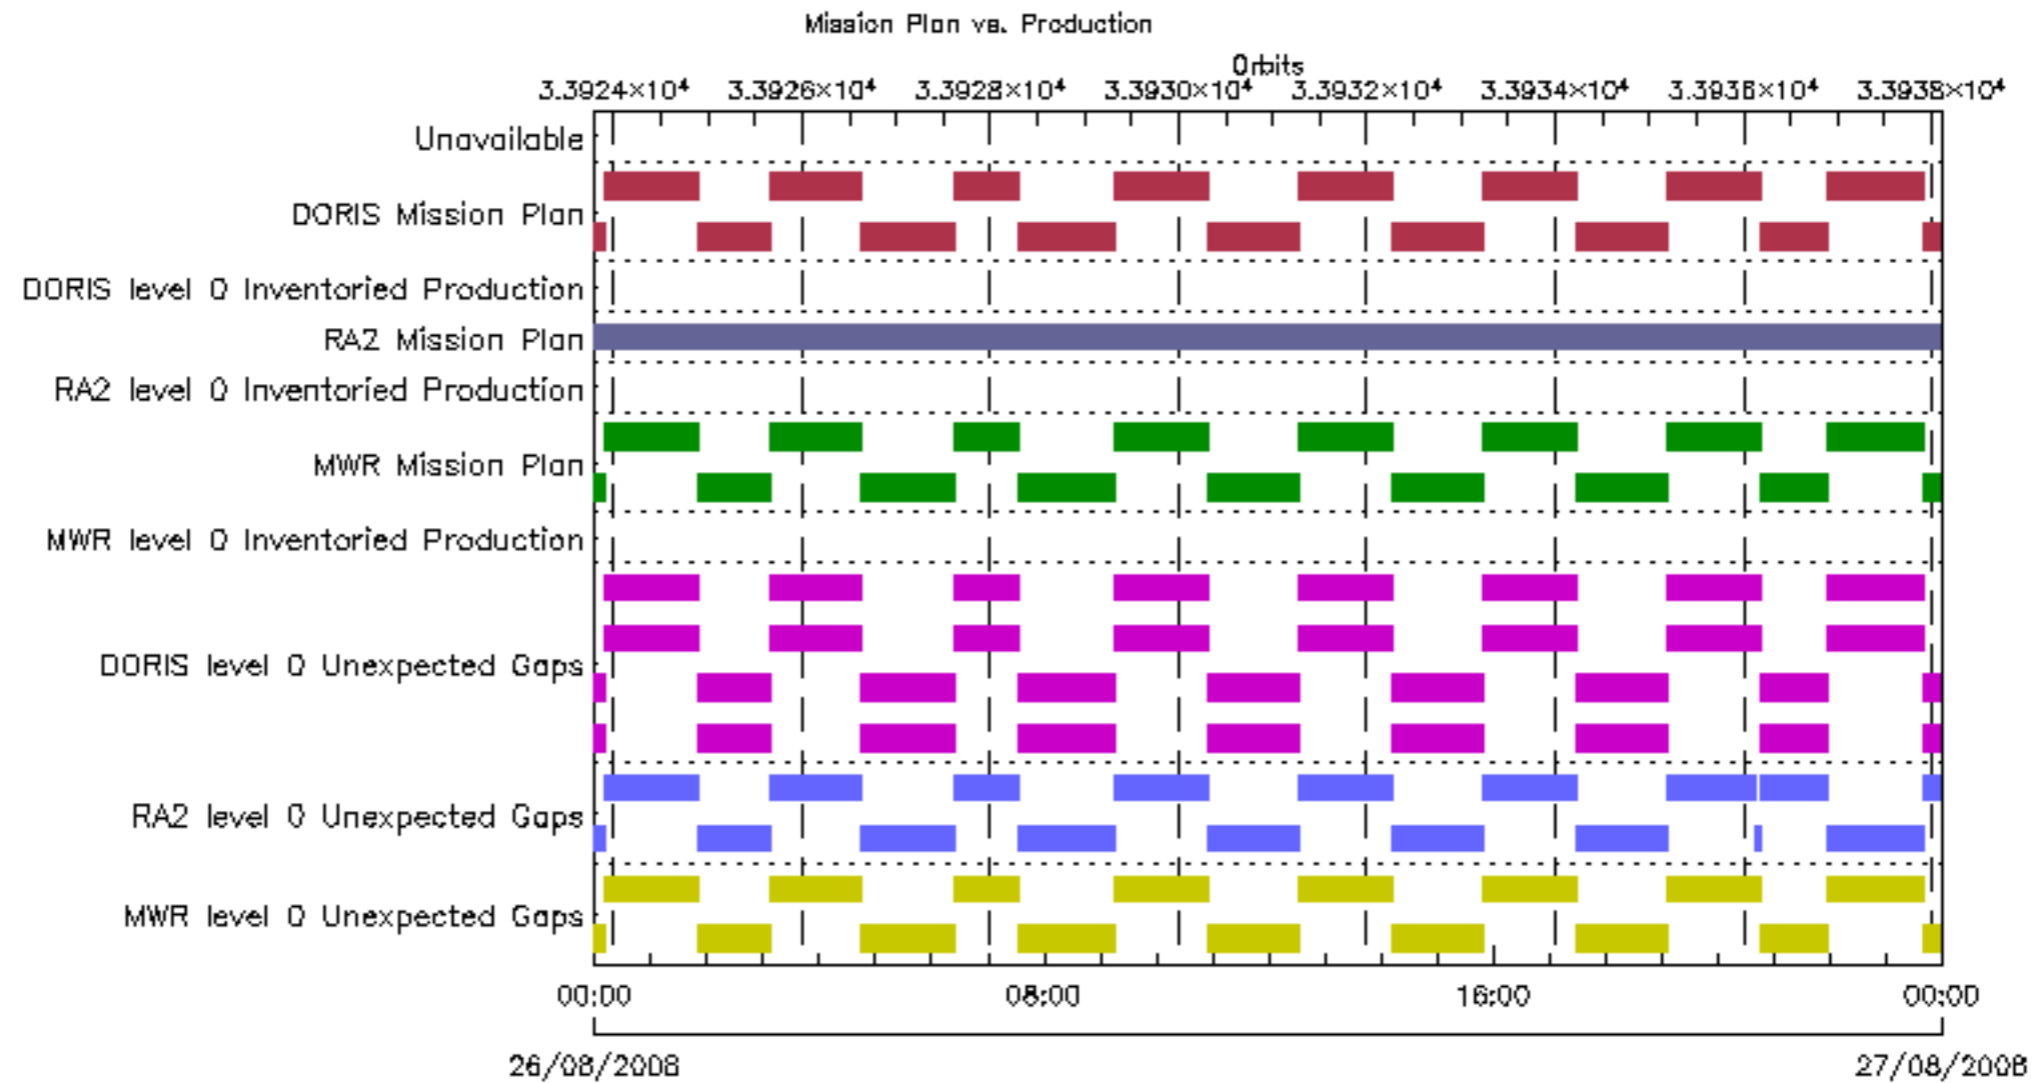 Mission Plan vs. Production
Orbits
3.3924×10⁴ 3.3926×10⁴ 3.3928×10⁴ 3.3930×10⁴ 3.3932×10⁴ 3.3934×10⁴ 3.3936×10⁴ 3.3938×10⁴
Unavailable
DORIS Mission Plan
DORIS level 0 Inventoried Production
RA2 Mission Plan
RA2 level 0 Inventoried Production
MWR Mission Plan
MWR level 0 Inventoried Production
DORIS level 0 Unexpected Gaps
RA2 level 0 Unexpected Gaps
MWR level 0 Unexpected Gaps
00:00 08:00 16:00 00:00
26/08/2008 27/08/2008